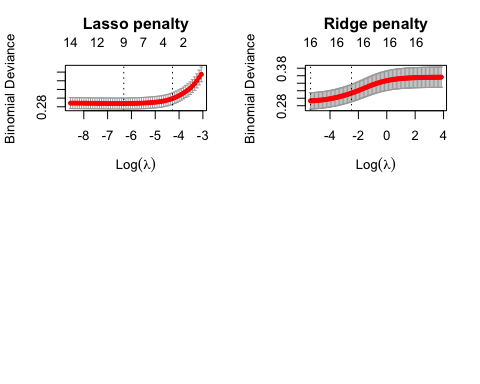 Lasso penalty
14 12 9 7 4 2
Binomial Deviance
0.28
-8 -7 -6 -5 -4 -3
Log(λ)
Ridge penalty
16 16 16 16 16
Binomial Deviance
0.38
0.28
-4 -2 0 2 4
Log(λ)